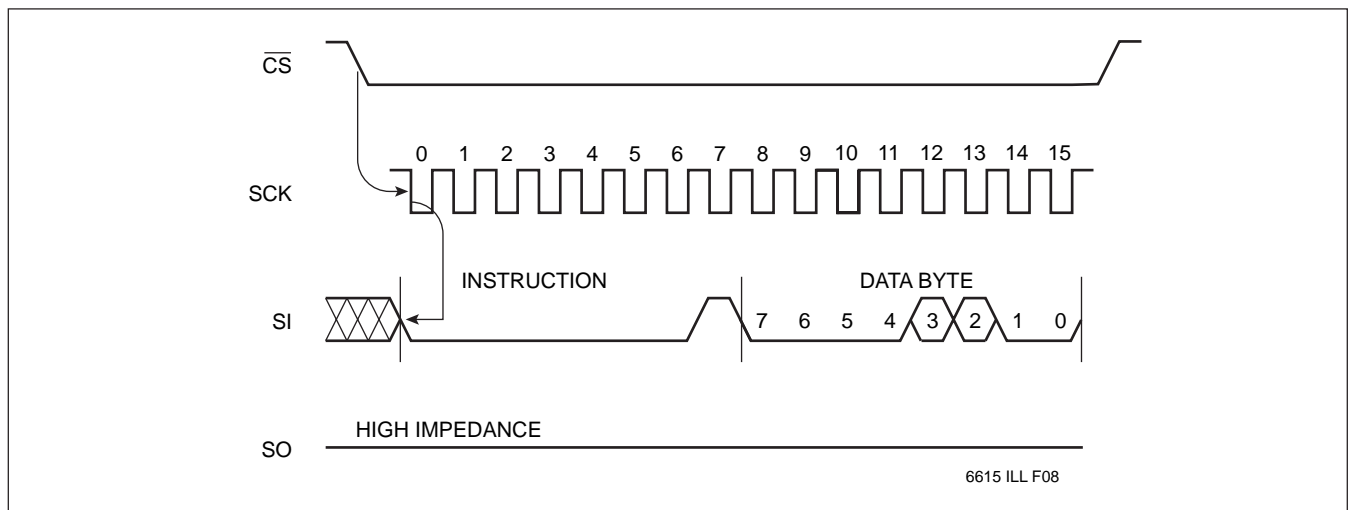 CS
0 1 2 3 4 5 6 7 8 9 10 11 12 13 14 15
SCK
INSTRUCTION DATA BYTE
SI
7 6 5 4 3 2 1 0
HIGH IMPEDANCE
SO
6615 ILL F08